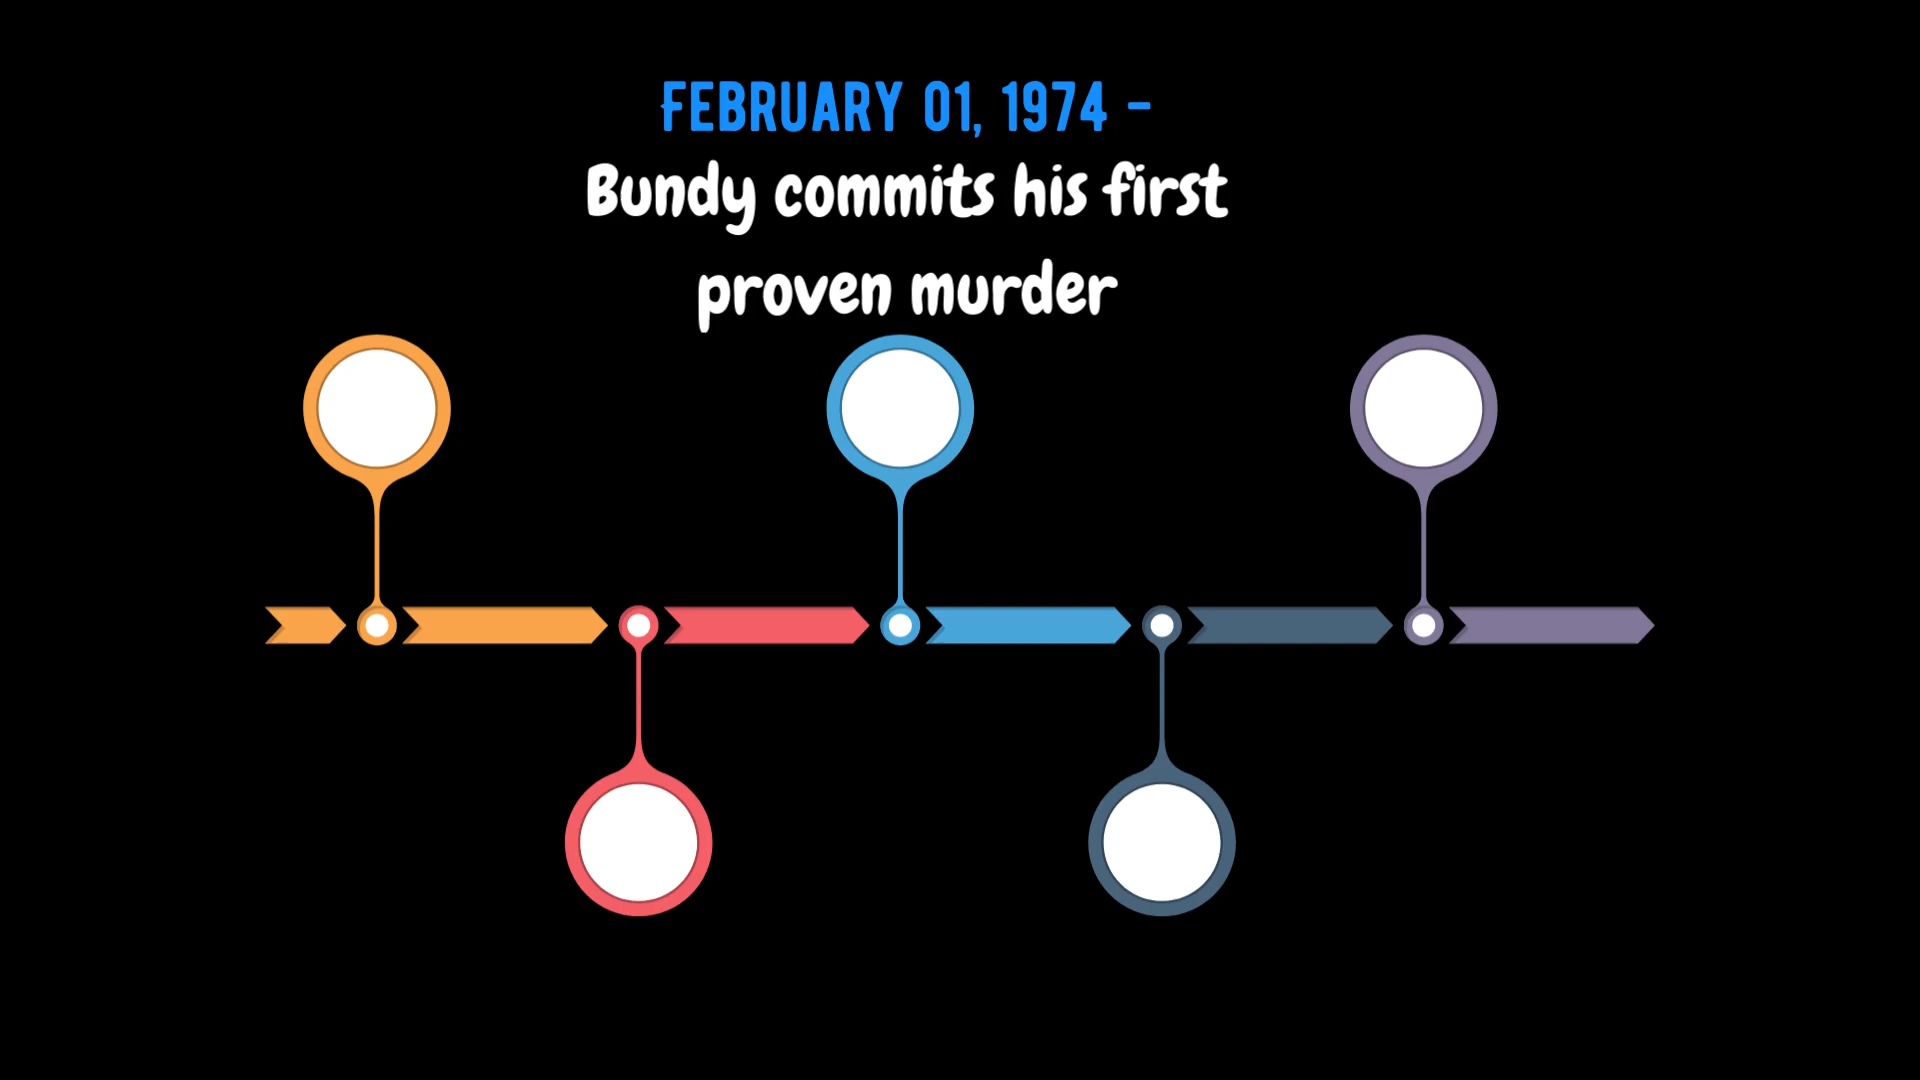 FEBRUARY 01, 1974 –
Bundy commits his first
proven murder